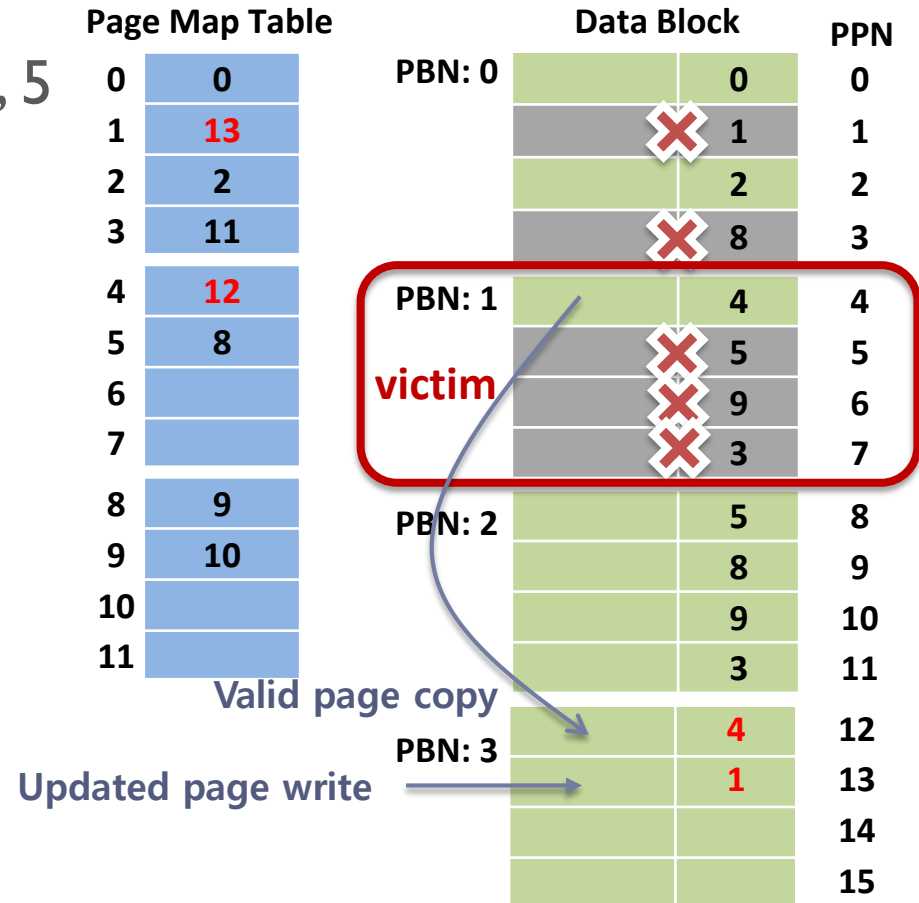 Page Map Table Data Block PPN
, 5
0 0 PBN: 0 0 0
1 13 1 1
2 2 2 2
3 11 8 3
4 12 PBN: 1 4 4
5 8 5 5
6 victim 9 6
7 3 7
8 9 PBN: 2 5 8
9 10 8 9
10 9 10
11 3 11
Valid page copy
PBN: 3 4 12
Updated page write 1 13
14
15